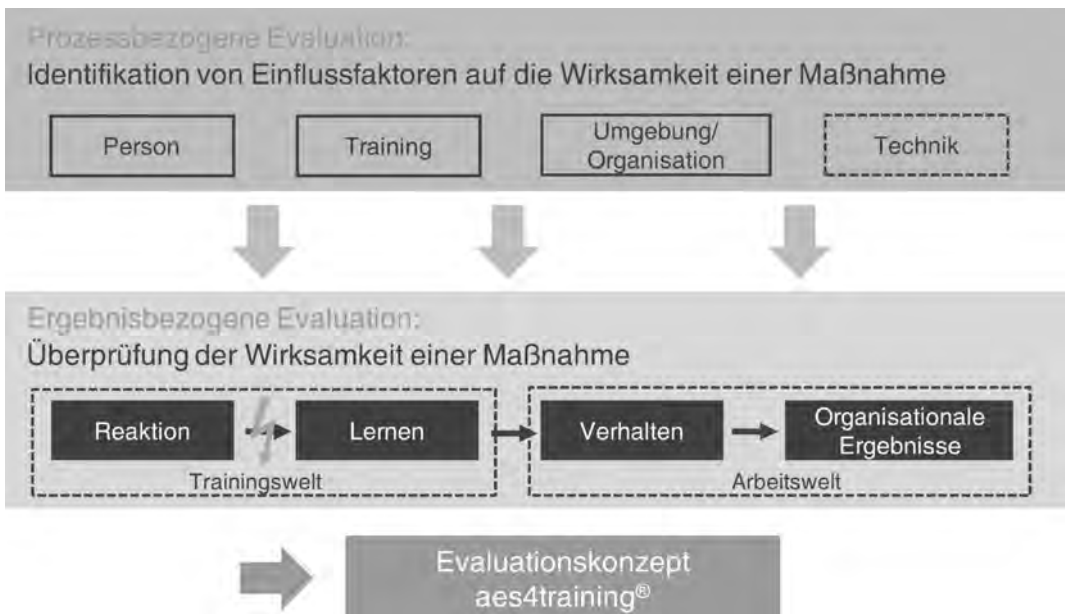 Prozessbezogene Evaluation:
Identifikation von Einflussfaktoren auf die Wirksamkeit einer Maßnahme
Person
Training
Umgebung/
Organisation
Technik
Ergebnisbezogene Evaluation:
Überprüfung der Wirksamkeit einer Maßnahme
Reaktion
Lernen
Verhalten
Organisationale
Ergebnisse
Trainingswelt
Arbeitswelt
Evaluationskonzept
aes4training®